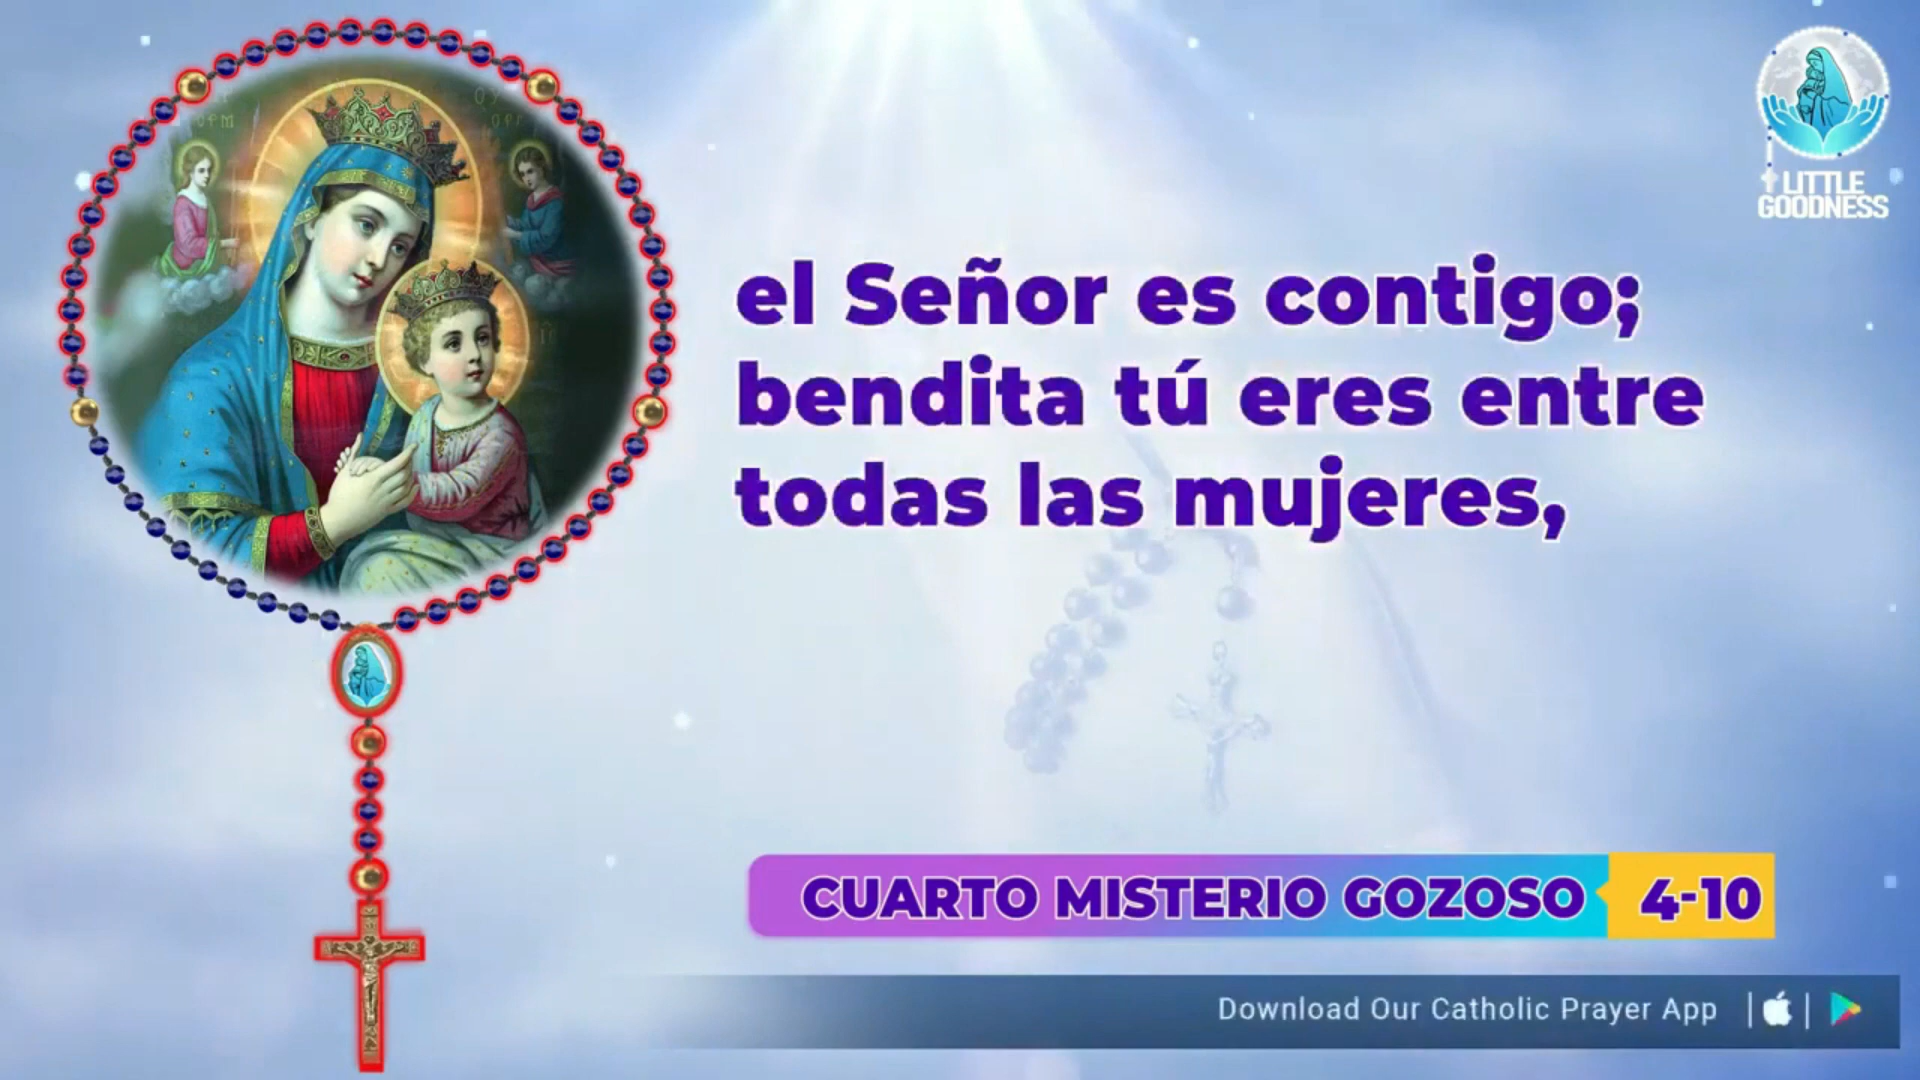 LITTLE
GOODNESS
el Señor es contigo;
bendita tú eres entre
todas las mujeres,
CUARTO MISTERIO GOZOSO 4-10
Download Our Catholic Prayer App